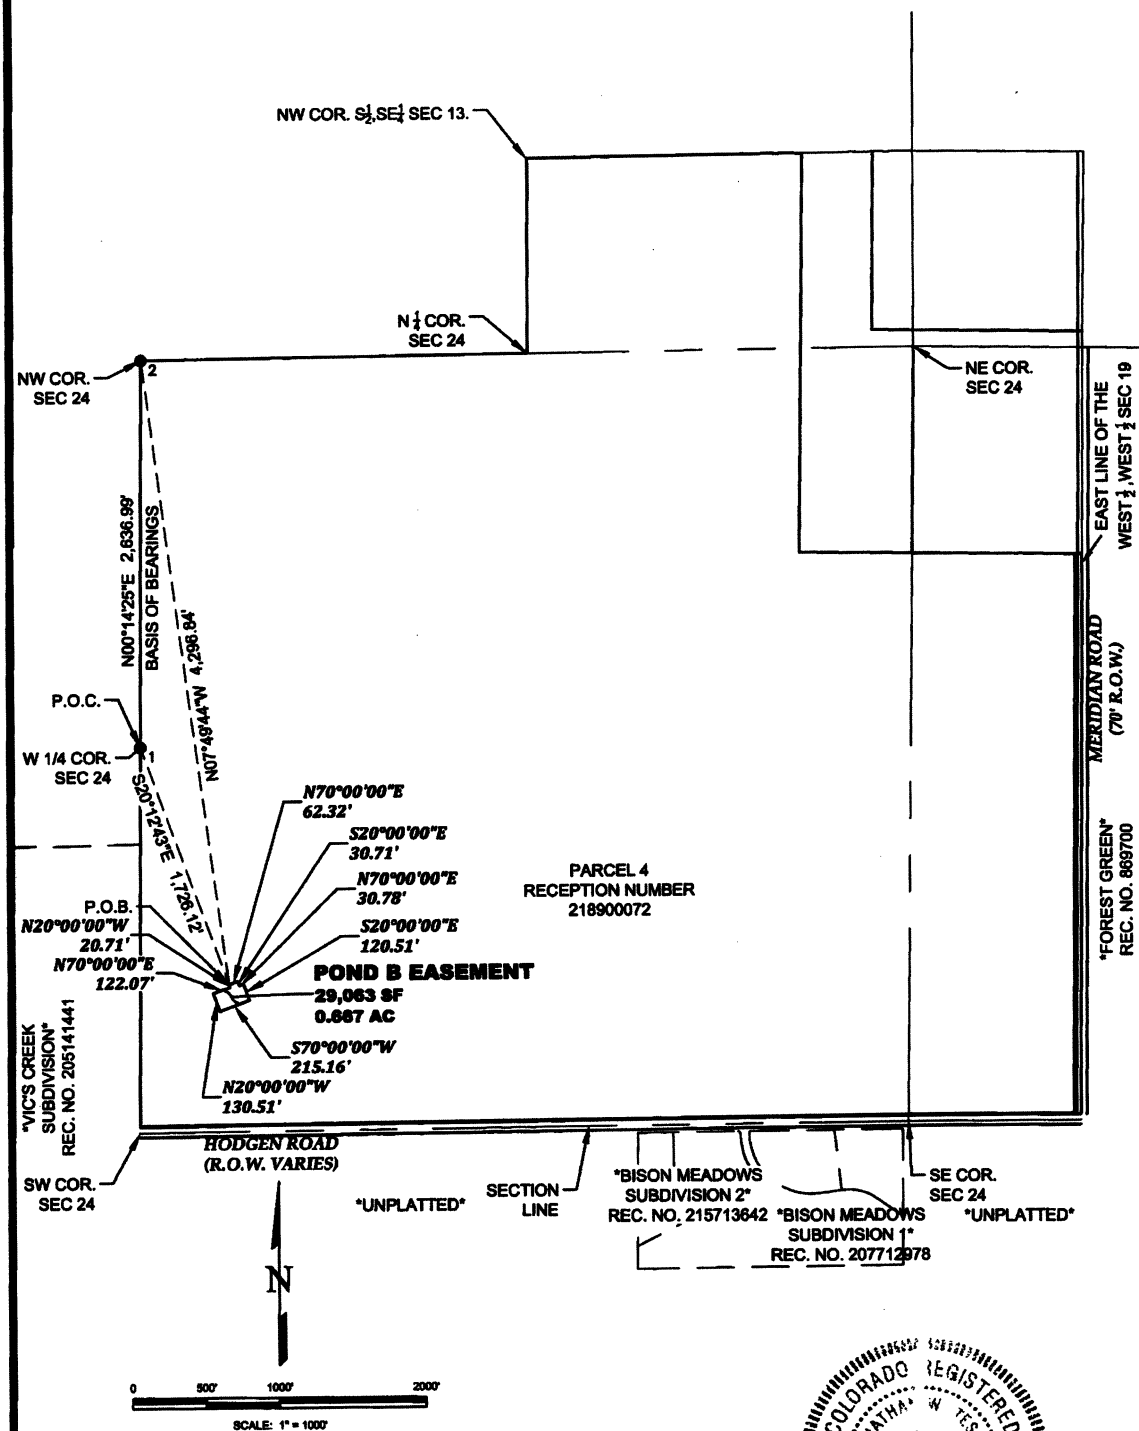 NW COR. S½,SE¼ SEC 13.
N ¼ COR.
SEC 24
NW COR.
SEC 24
2
NE COR.
SEC 24
EAST LINE OF THE
WEST ½,WEST ½ SEC 19
N00°14'25"E 2,636.99'
BASIS OF BEARINGS
N07°49'44"W 4,296.84'
P.O.C.
W 1/4 COR.
SEC 24
1
S20°12'43"E 1,726.12'
MERIDIAN ROAD
(70' R.O.W.)
N70°00'00"E
62.32'
S20°00'00"E
30.71'
N70°00'00"E
30.78'
S20°00'00"E
120.51'
PARCEL 4
RECEPTION NUMBER
218900072
"FOREST GREEN"
REC. NO. 869700
P.O.B.
N20°00'00"W
20.71'
N70°00'00"E
122.07'
POND B EASEMENT
29,063 SF
0.667 AC
S70°00'00"W
215.16'
N20°00'00"W
130.51'
"VIC'S CREEK
SUBDIVISION"
REC. NO. 205141441
HODGEN ROAD
(R.O.W. VARIES)
SW COR.
SEC 24
"UNPLATTED"
SECTION
LINE
"BISON MEADOWS
SUBDIVISION 2"
REC. NO. 215713642
"BISON MEADOWS
SUBDIVISION 1"
REC. NO. 207712978
SE COR.
SEC 24
"UNPLATTED"
N
0 500' 1000' 2000'
SCALE: 1" = 1000'
COLORADO REGISTERED